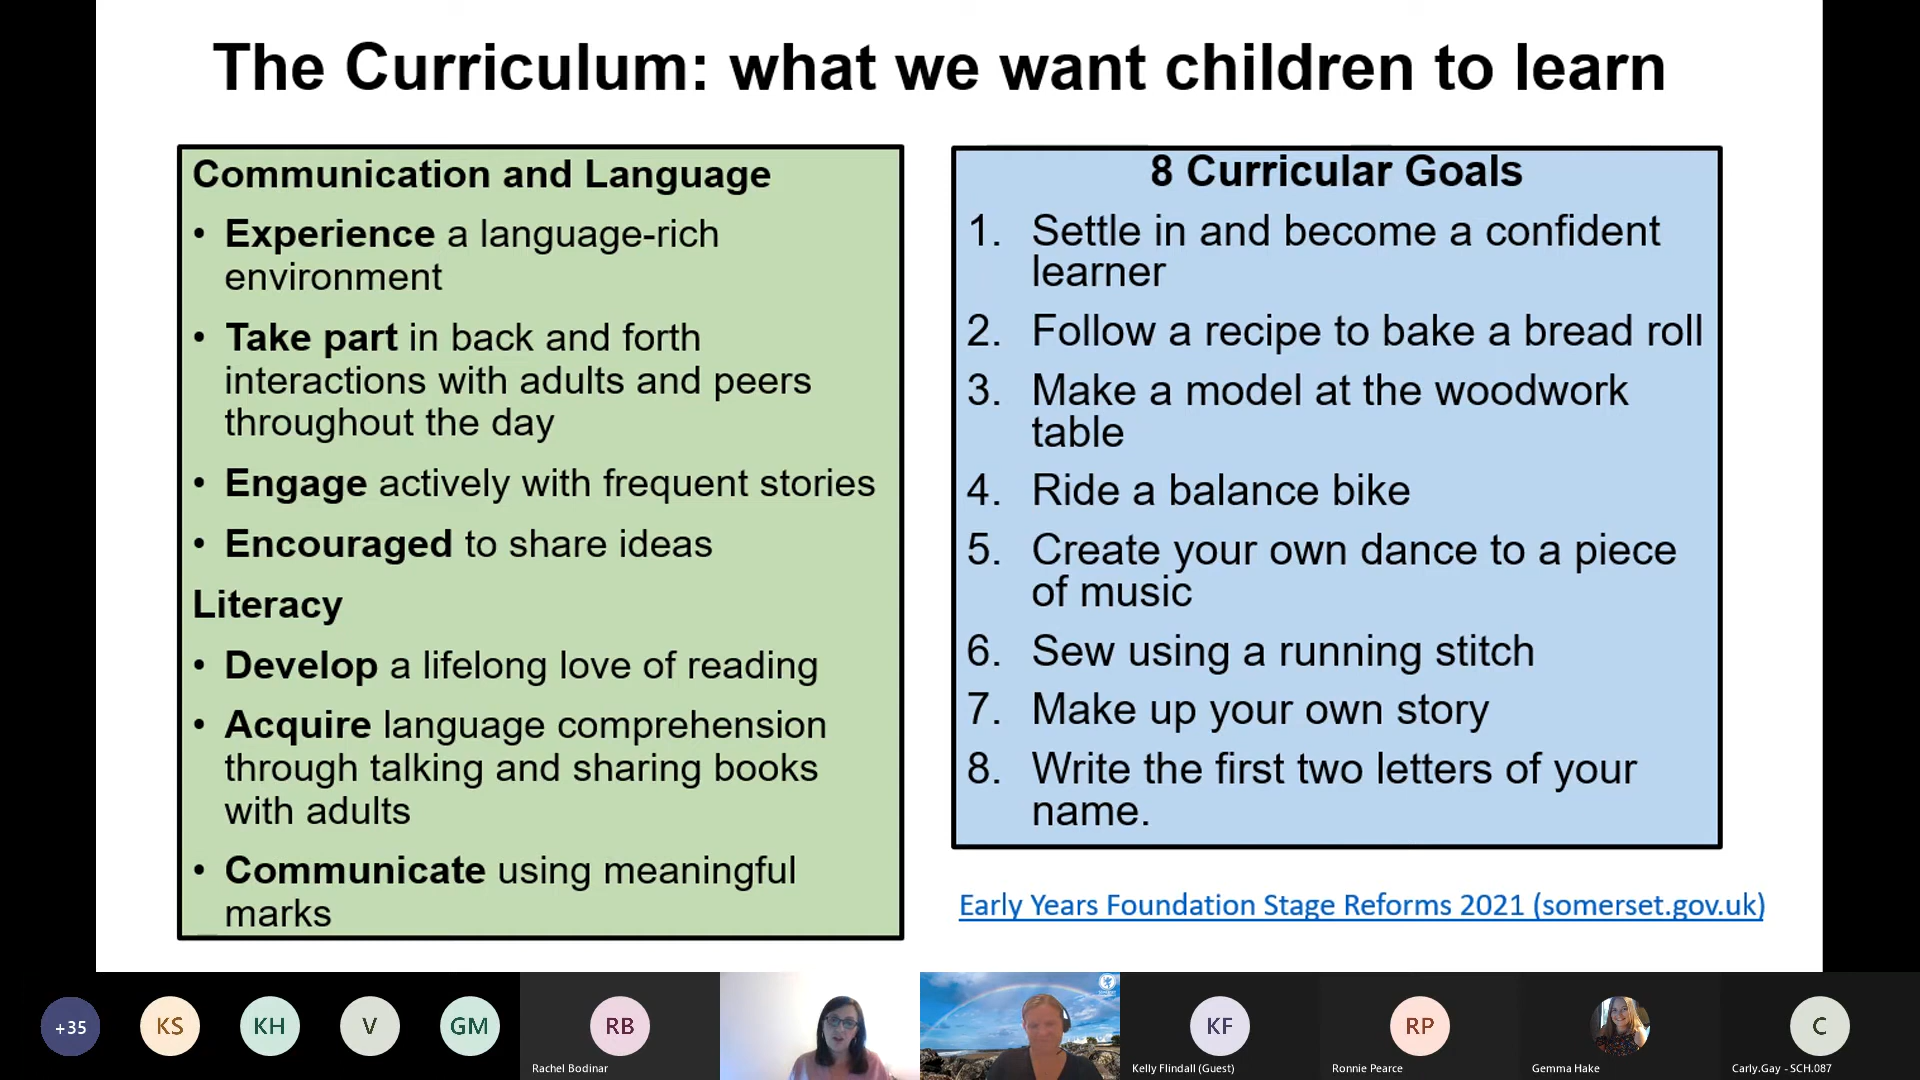 The Curriculum: what we want children to learn
Communication and Language
• Experience a language-rich
environment
• Take part in back and forth
interactions with adults and peers
throughout the day
• Engage actively with frequent stories
• Encouraged to share ideas
Literacy
• Develop a lifelong love of reading
• Acquire language comprehension
through talking and sharing books
with adults
• Communicate using meaningful
marks
8 Curricular Goals
1. Settle in and become a confident
learner
2. Follow a recipe to bake a bread roll
3. Make a model at the woodwork
table
4. Ride a balance bike
5. Create your own dance to a piece
of music
6. Sew using a running stitch
7. Make up your own story
8. Write the first two letters of your
name.
Early Years Foundation Stage Reforms 2021 (somerset.gov.uk)
+35
KS
KH
V
GM
RB
Rachel Bodinar
KF
Kelly Flindall (Guest)
RP
Ronnie Pearce
Gemma Hake
C
Carly.Gay - SCH.087